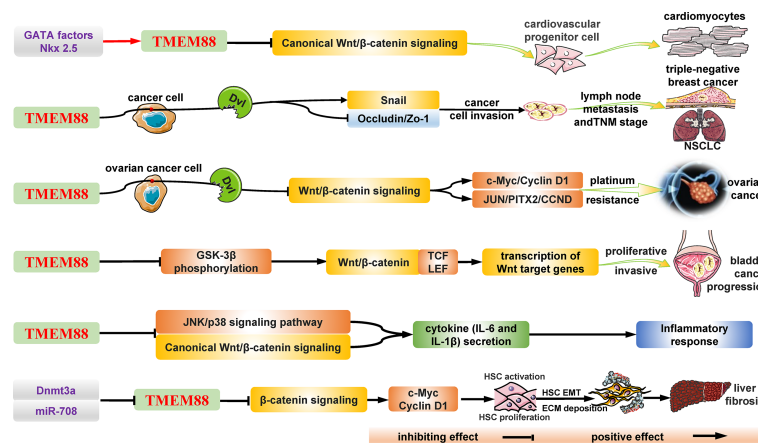 GATA factors
Nkx 2.5
TMEM88
Canonical Wnt/β-catenin signaling
cardiovascular
progenitor cell
cardiomyocytes
TMEM88
cancer cell
Dvl
Snail
Occludin/Zo-1
cancer
cell invasion
lymph node
metastasis
andTNM stage
triple-negative
breast cancer
NSCLC
TMEM88
ovarian cancer cell
Dvl
Wnt/β-catenin signaling
c-Myc/Cyclin D1
JUN/PITX2/CCND
platinum
resistance
ovaria
cance
TMEM88
GSK-3β
phosphorylation
Wnt/β-catenin
TCF
LEF
transcription of
Wnt target genes
proliferative
invasive
bladd
canc
progressio
TMEM88
JNK/p38 signaling pathway
Canonical Wnt/β-catenin signaling
cytokine (IL-6 and
IL-1β) secretion
Inflammatory
response
Dnmt3a
miR-708
TMEM88
β-catenin signaling
c-Myc
Cyclin D1
HSC activation
HSC proliferation
HSC EMT
ECM deposition
liver
fibrosi
inhibiting effect
positive effect